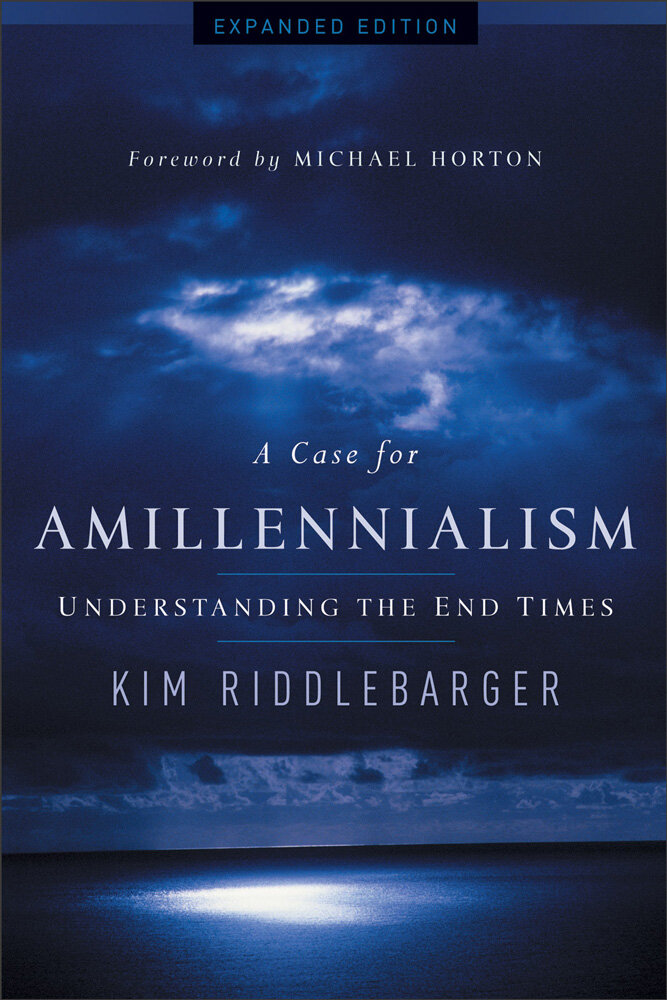 EXPANDED EDITION
Foreword by MICHAEL HORTON
A Case for
AMILLENNIALISM
UNDERSTANDING THE END TIMES
KIM RIDDLEBARGER